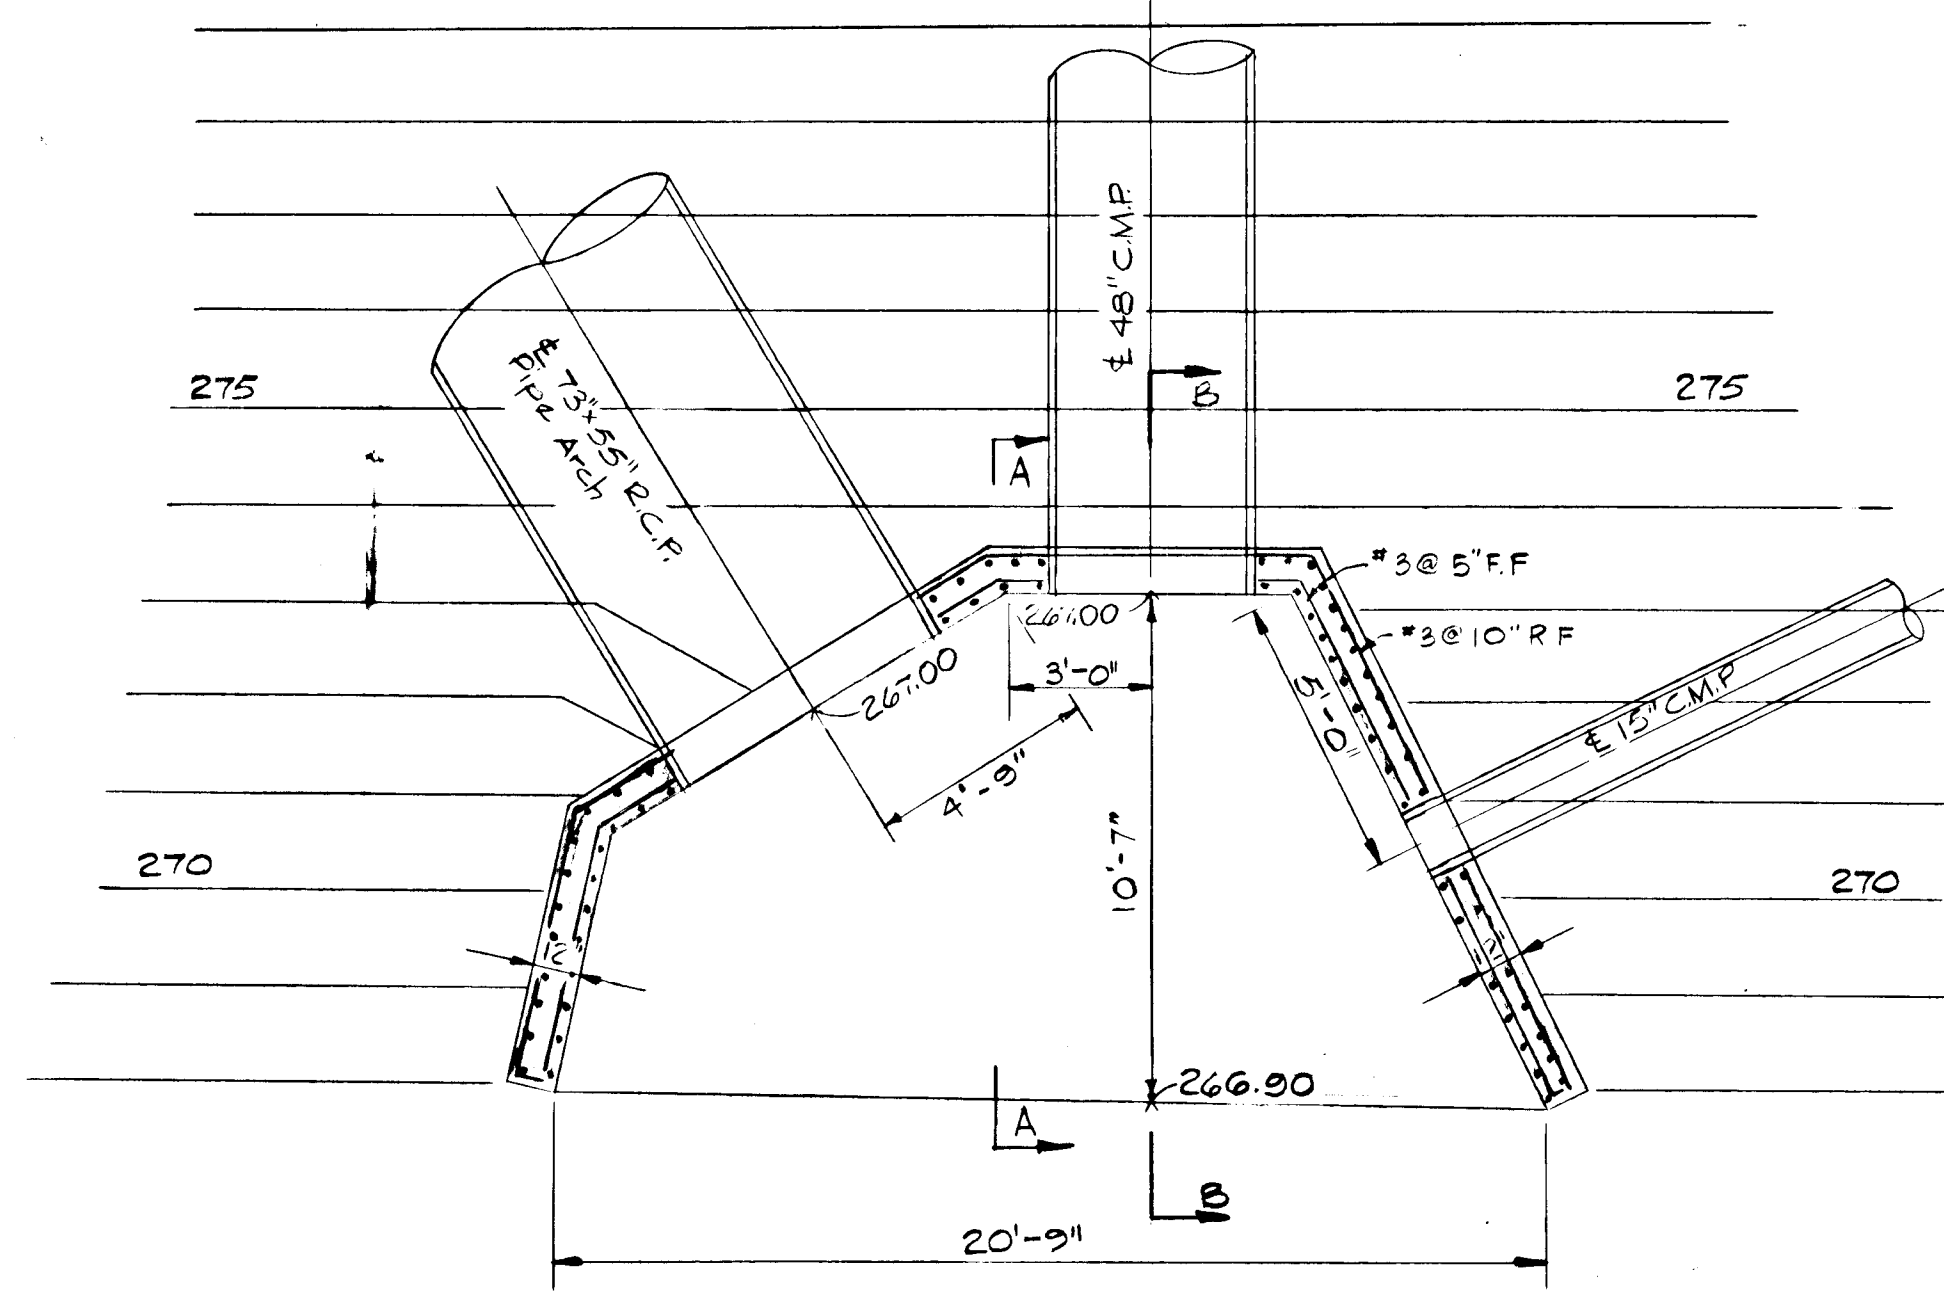 ℄ 48" C.M.P.
℄ 73"x55" R.C.P.
Pipe Arch
275
275
B
A
#3@ 5" F.F
267.00
#3@10" R F
267.00
3'-0"
5'-0"
℄ 15" C.M.P
4'-9"
10'-7"
270
270
12"
12"
266.90
A
B
20'-9"